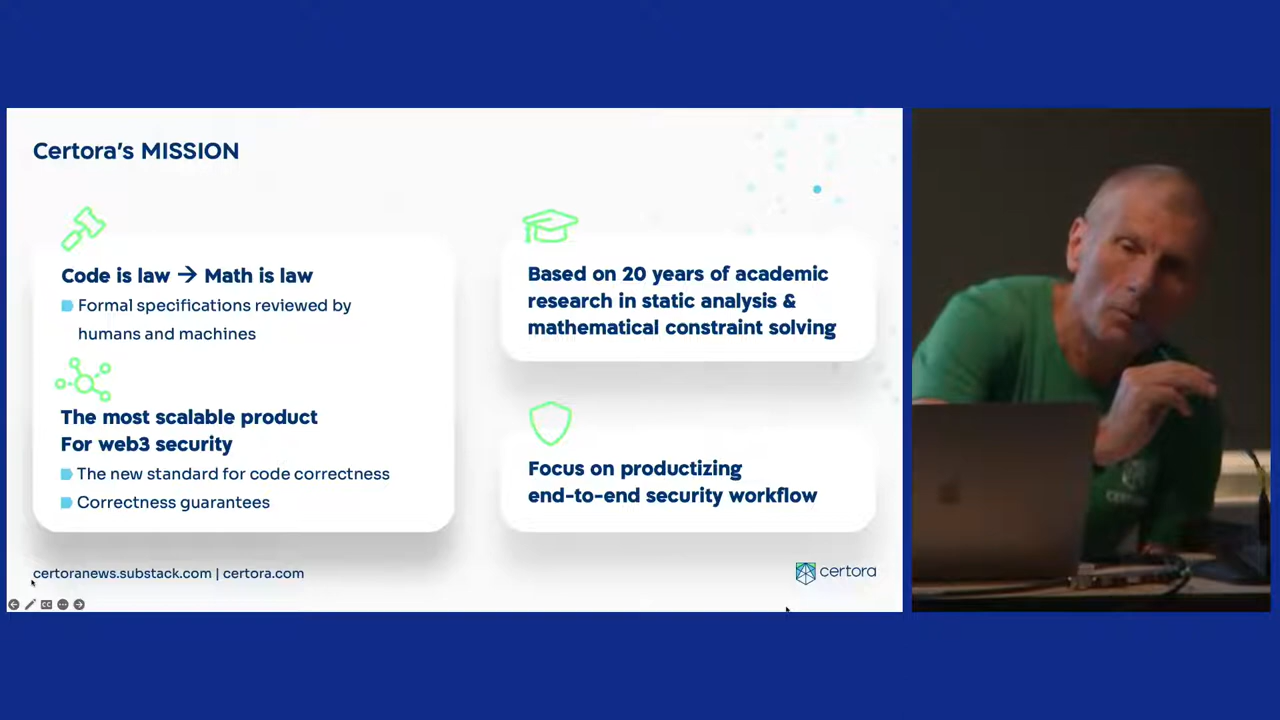 Certora's MISSION
Code is law → Math is law
Formal specifications reviewed by
humans and machines
The most scalable product
For web3 security
The new standard for code correctness
Correctness guarantees
Based on 20 years of academic
research in static analysis &
mathematical constraint solving
Focus on productizing
end-to-end security workflow
certoranews.substack.com | certora.com
certora
CC